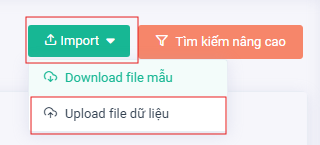 Import
Tìm kiếm nâng cao
Download file mẫu
Upload file dữ liệu